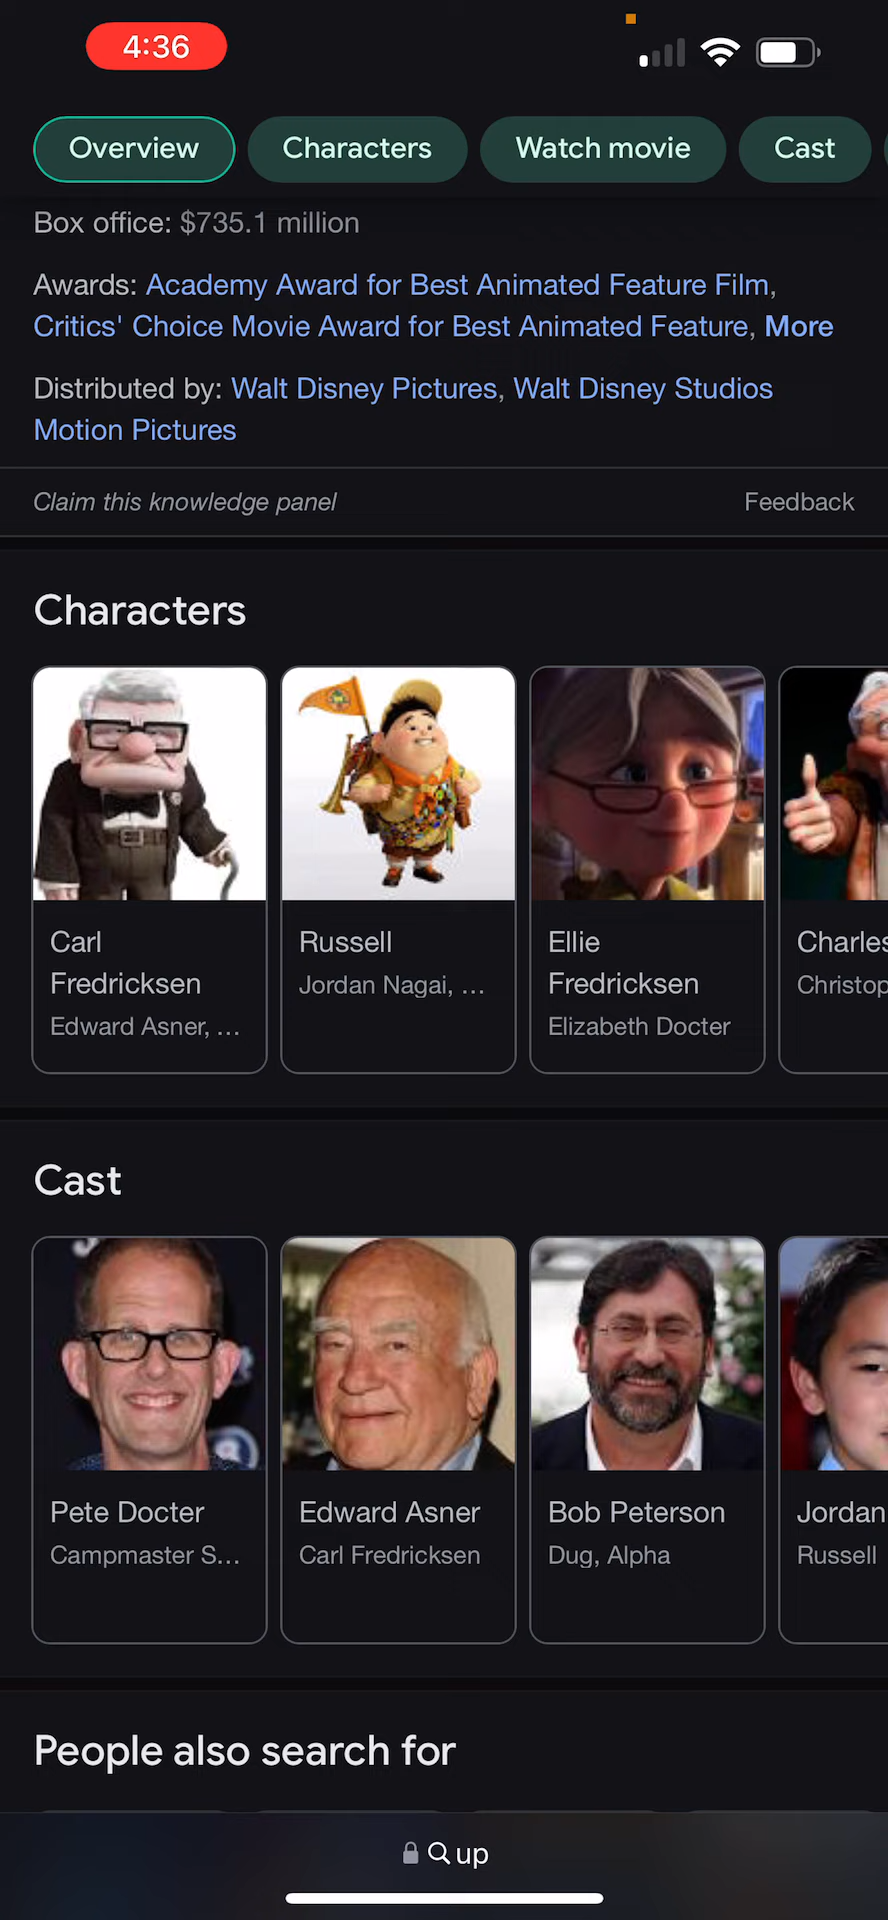 4:36
Overview
Characters
Watch movie
Cast
Box office: $735.1 million
Awards: Academy Award for Best Animated Feature Film,
Critics' Choice Movie Award for Best Animated Feature, More
Distributed by: Walt Disney Pictures, Walt Disney Studios
Motion Pictures
Claim this knowledge panel
Feedback
Characters
Carl
Fredricksen
Edward Asner, ...
Russell
Jordan Nagai, ...
Ellie
Fredricksen
Elizabeth Docter
Charles
Christop
Cast
Pete Docter
Campmaster S...
Edward Asner
Carl Fredricksen
Bob Peterson
Dug, Alpha
Jordan
Russell
People also search for
up